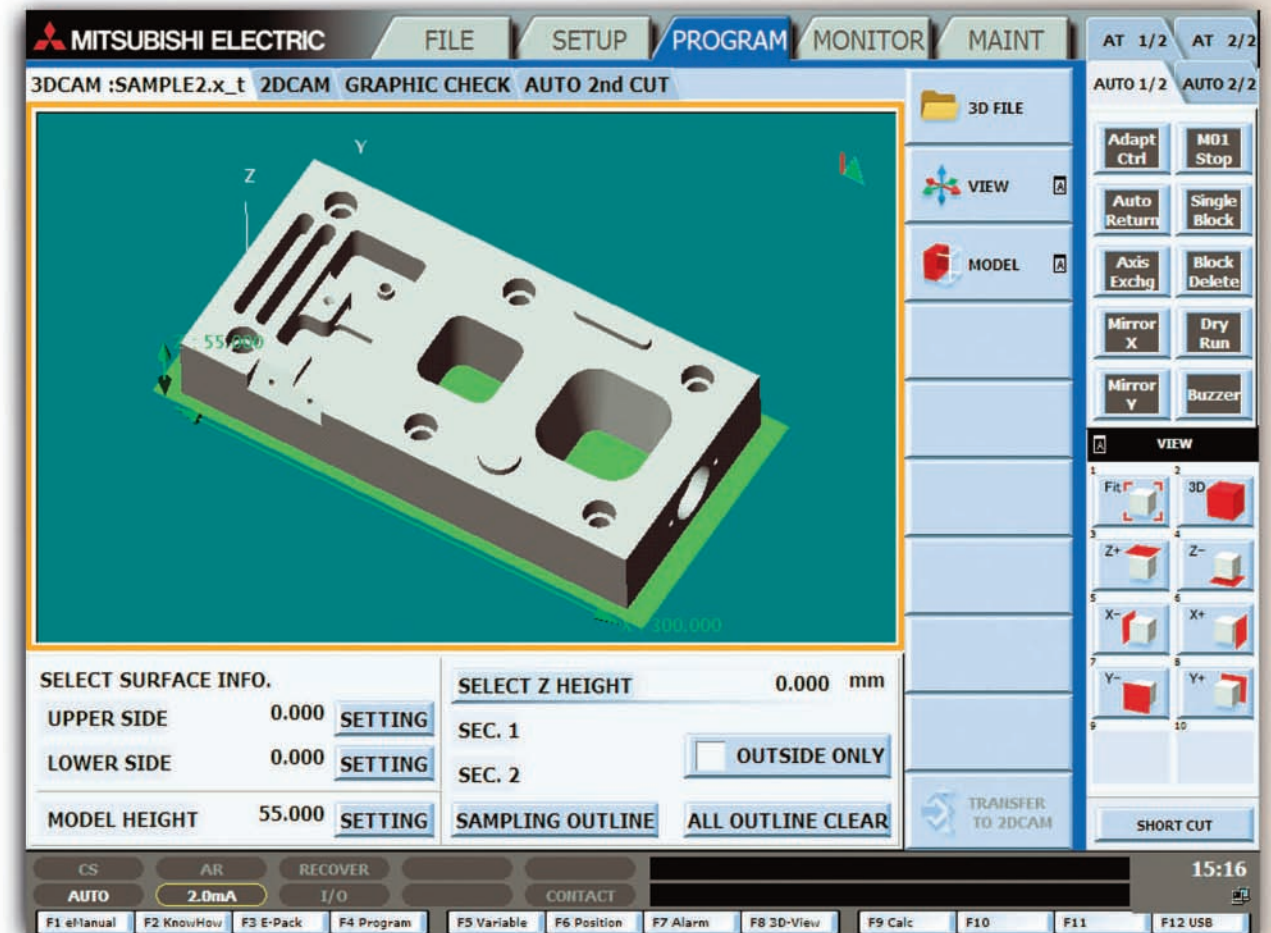 MITSUBISHI ELECTRIC
FILE
SETUP
PROGRAM
MONITOR
MAINT
AT 1/2
AT 2/2
3DCAM :SAMPLE2.x_t
2DCAM
GRAPHIC CHECK
AUTO 2nd CUT
AUTO 1/2
AUTO 2/2
Y
Z
Z : 55.000
X : 300.000
3D FILE
VIEW A
MODEL A
TRANSFER
TO 2DCAM
Adapt
Ctrl
M01
Stop
Auto
Return
Single
Block
Axis
Exchg
Block
Delete
Mirror
X
Dry
Run
Mirror
Y
Buzzer
A VIEW
1 Fit
2 3D
3 Z+
4 Z-
5 X-
6 X+
7 Y-
8 Y+
9
10
SHORT CUT
SELECT SURFACE INFO.
UPPER SIDE 0.000 SETTING
LOWER SIDE 0.000 SETTING
MODEL HEIGHT 55.000 SETTING
SELECT Z HEIGHT 0.000 mm
SEC. 1
SEC. 2
OUTSIDE ONLY
SAMPLING OUTLINE
ALL OUTLINE CLEAR
CS
AR
RECOVER
15:16
AUTO
2.0mA
I/O
CONTACT
F1 eManual
F2 KnowHow
F3 E-Pack
F4 Program
F5 Variable
F6 Position
F7 Alarm
F8 3D-View
F9 Calc
F10
F11
F12 USB